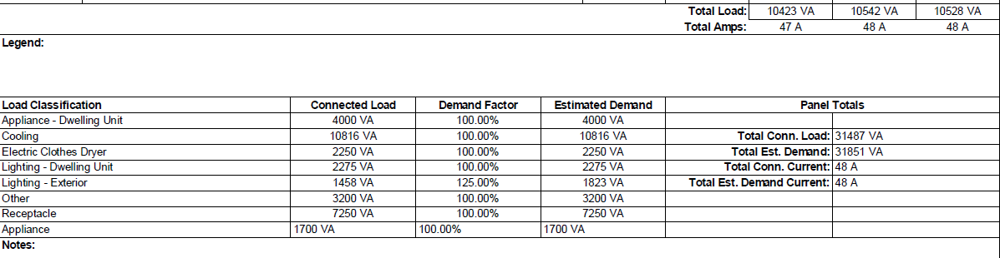 Total Load: 10423 VA 10542 VA 10528 VA
Total Amps: 47 A 48 A 48 A
Legend:
Load Classification Connected Load Demand Factor Estimated Demand Panel Totals
Appliance - Dwelling Unit 4000 VA 100.00% 4000 VA
Cooling 10816 VA 100.00% 10816 VA Total Conn. Load: 31487 VA
Electric Clothes Dryer 2250 VA 100.00% 2250 VA Total Est. Demand: 31851 VA
Lighting - Dwelling Unit 2275 VA 100.00% 2275 VA Total Conn. Current: 48 A
Lighting - Exterior 1458 VA 125.00% 1823 VA Total Est. Demand Current: 48 A
Other 3200 VA 100.00% 3200 VA
Receptacle 7250 VA 100.00% 7250 VA
Appliance 1700 VA 100.00% 1700 VA
Notes: